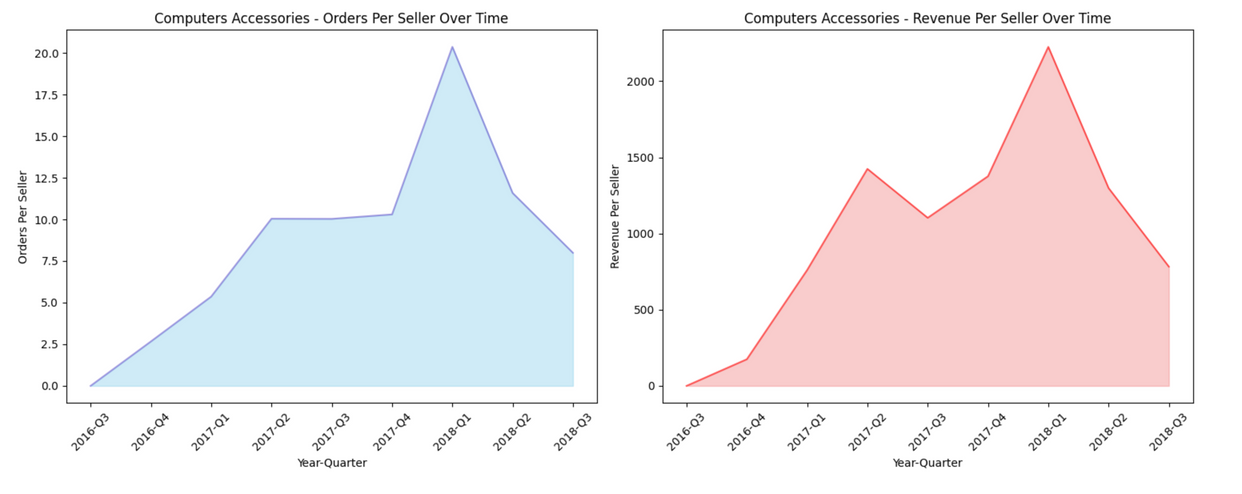 Computers Accessories - Orders Per Seller Over Time
Orders Per Seller
20.0
17.5
15.0
12.5
10.0
7.5
5.0
2.5
0.0
2016-Q3
2016-Q4
2017-Q1
2017-Q2
2017-Q3
2017-Q4
2018-Q1
2018-Q2
2018-Q3
Year-Quarter
Computers Accessories - Revenue Per Seller Over Time
Revenue Per Seller
2000
1500
1000
500
0
2016-Q3
2016-Q4
2017-Q1
2017-Q2
2017-Q3
2017-Q4
2018-Q1
2018-Q2
2018-Q3
Year-Quarter